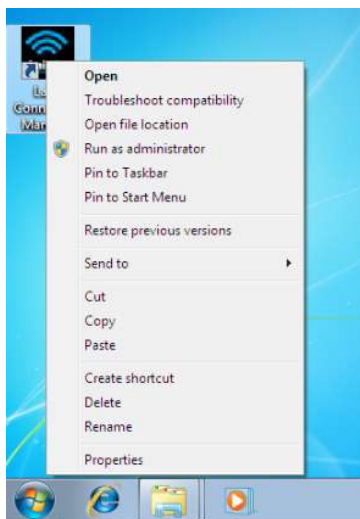 Open
Troubleshoot compatibility
Open file location
Run as administrator
Pin to Taskbar
Pin to Start Menu
Restore previous versions
Send to
Cut
Copy
Paste
Create shortcut
Delete
Rename
Properties